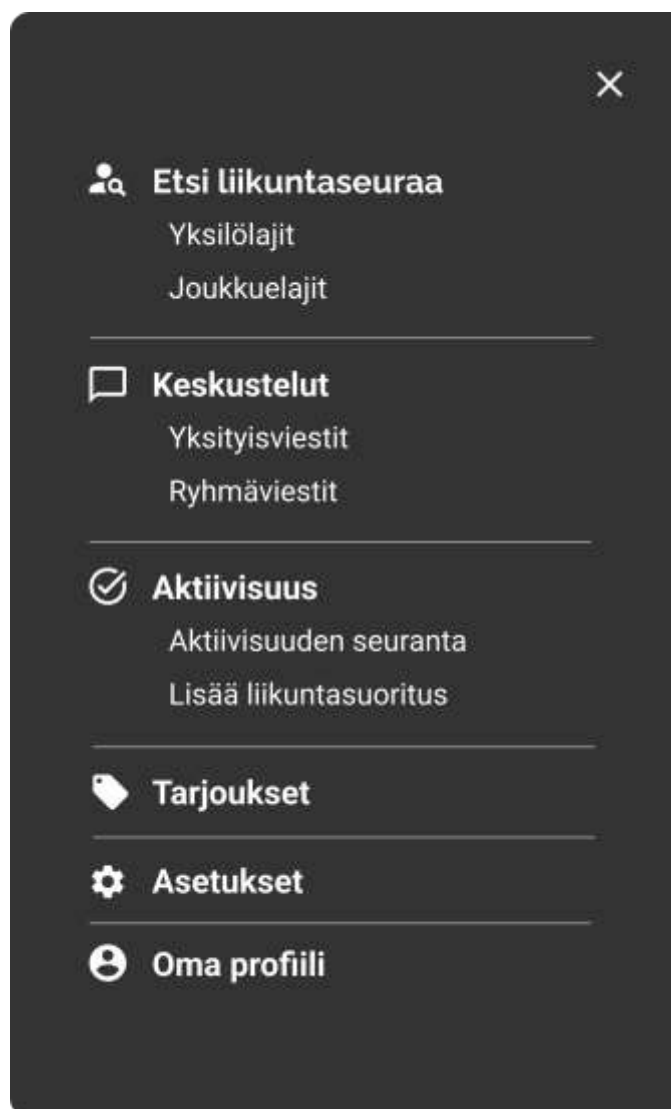 Etsi liikuntaseuraa
Yksilölajit
Joukkuelajit
Keskustelut
Yksityisviestit
Ryhmäviestit
Aktiivisuus
Aktiivisuuden seuranta
Lisää liikuntasuoritus
Tarjoukset
Asetukset
Oma profiili